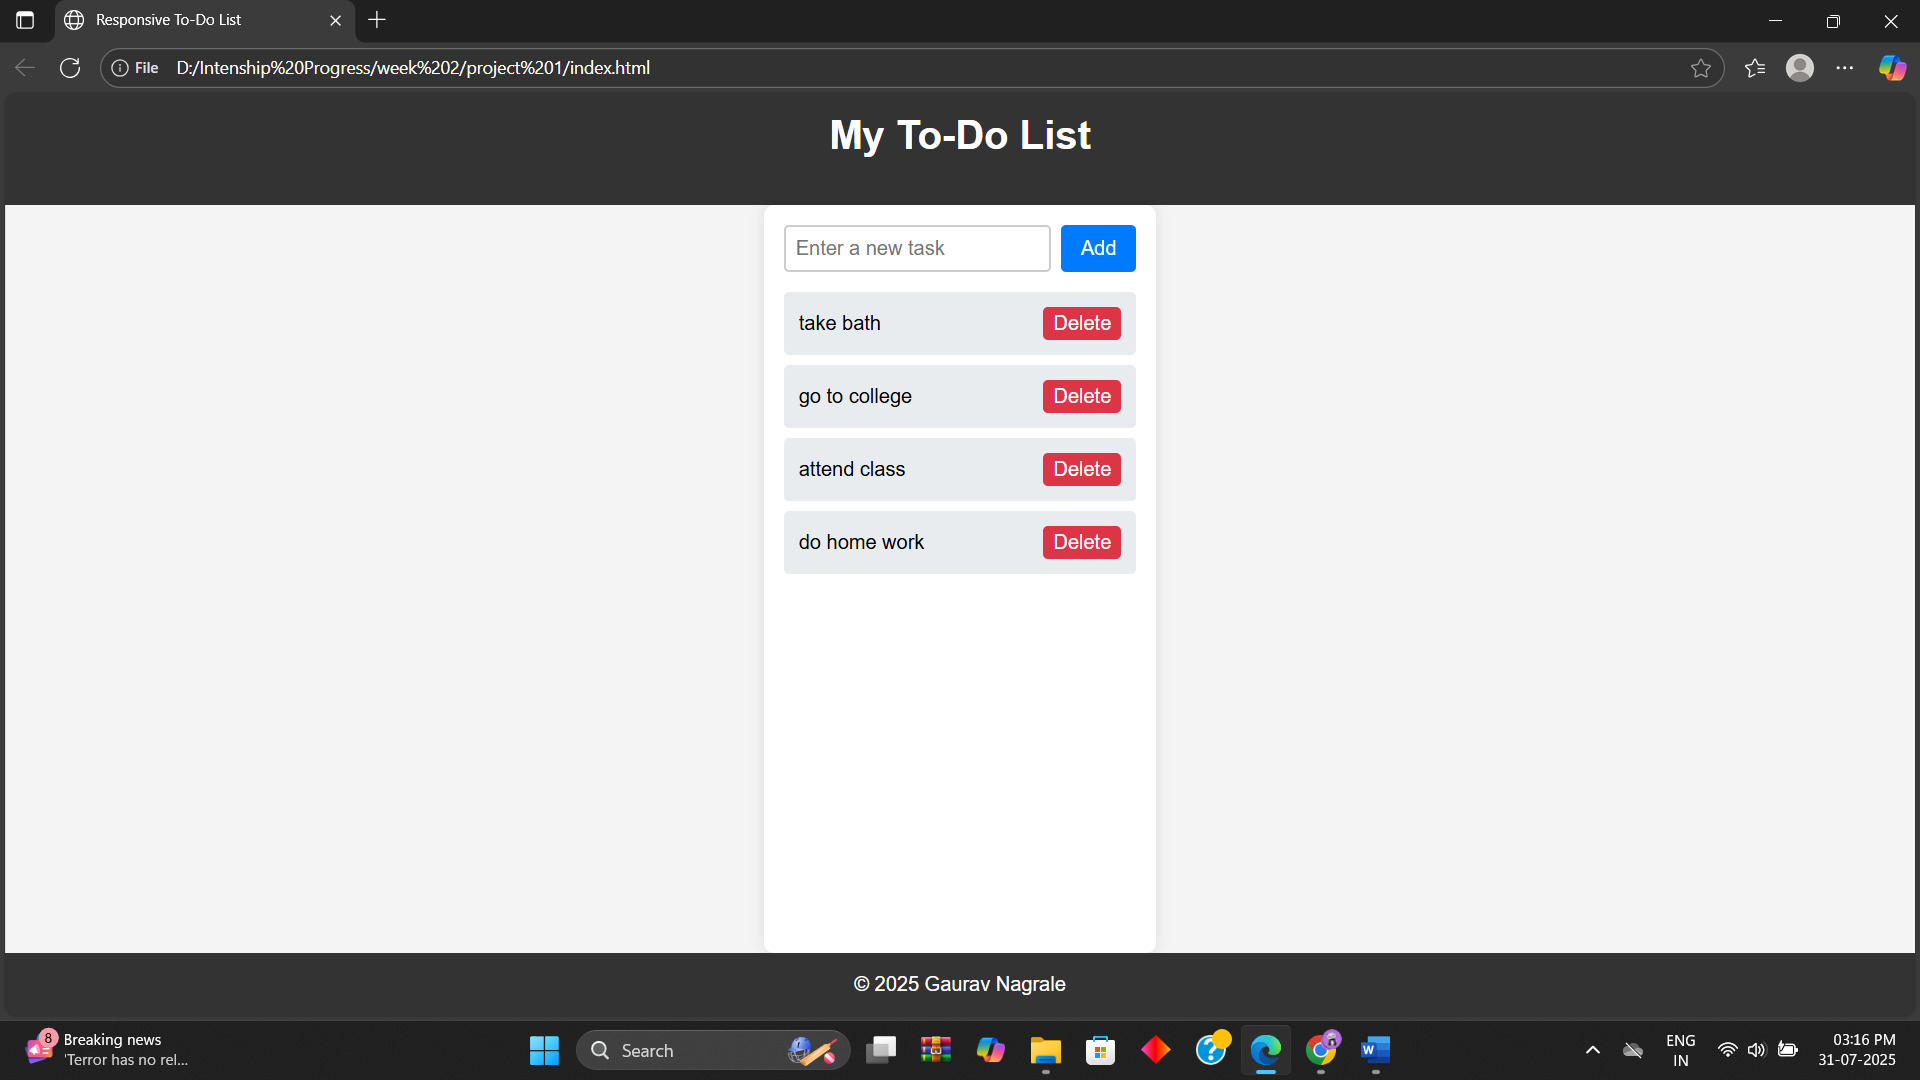 Responsive To-Do List
File D:/Intenship%20Progress/week%202/project%201/index.html
My To-Do List
Enter a new task Add
take bath Delete
go to college Delete
attend class Delete
do home work Delete
© 2025 Gaurav Nagrale
8 Breaking news
'Terror has no rel...
Search
W
ENG
IN
03:16 PM
31-07-2025